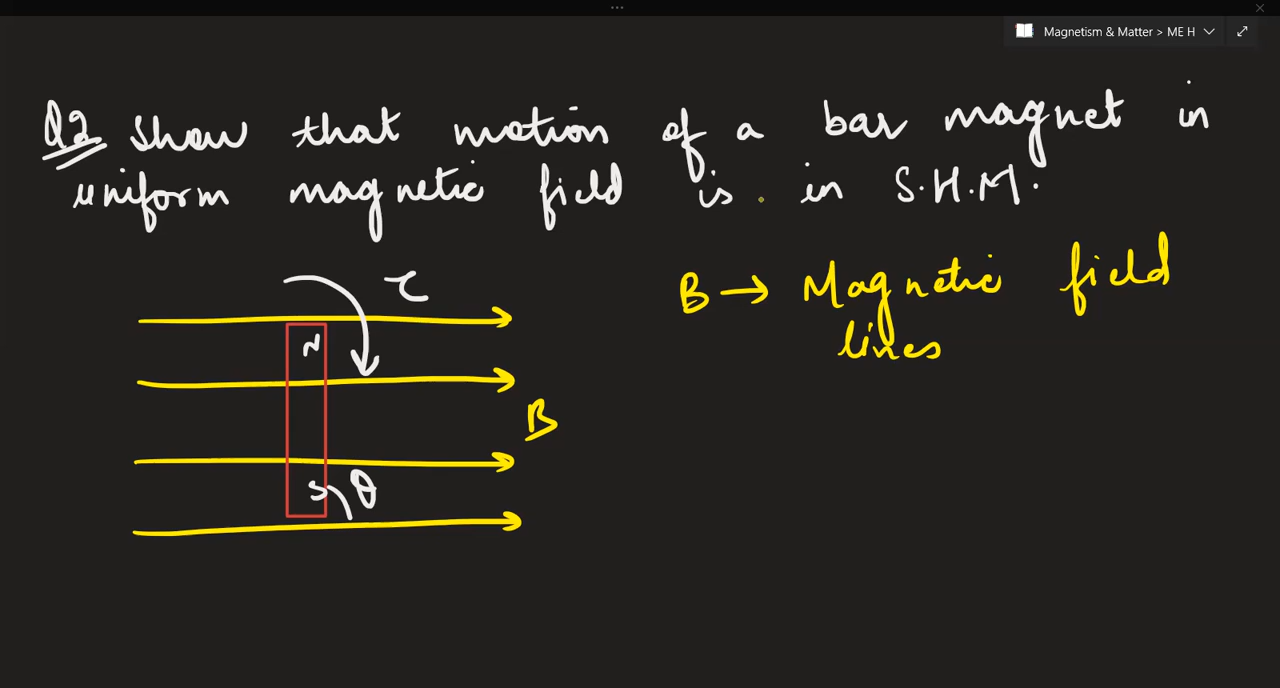 Magnetism & Matter > ME H
Q2 Show that motion of a bar magnet in
uniform magnetic field is in S.H.M.
τ
B → Magnetic field
lines
N
B
S θ